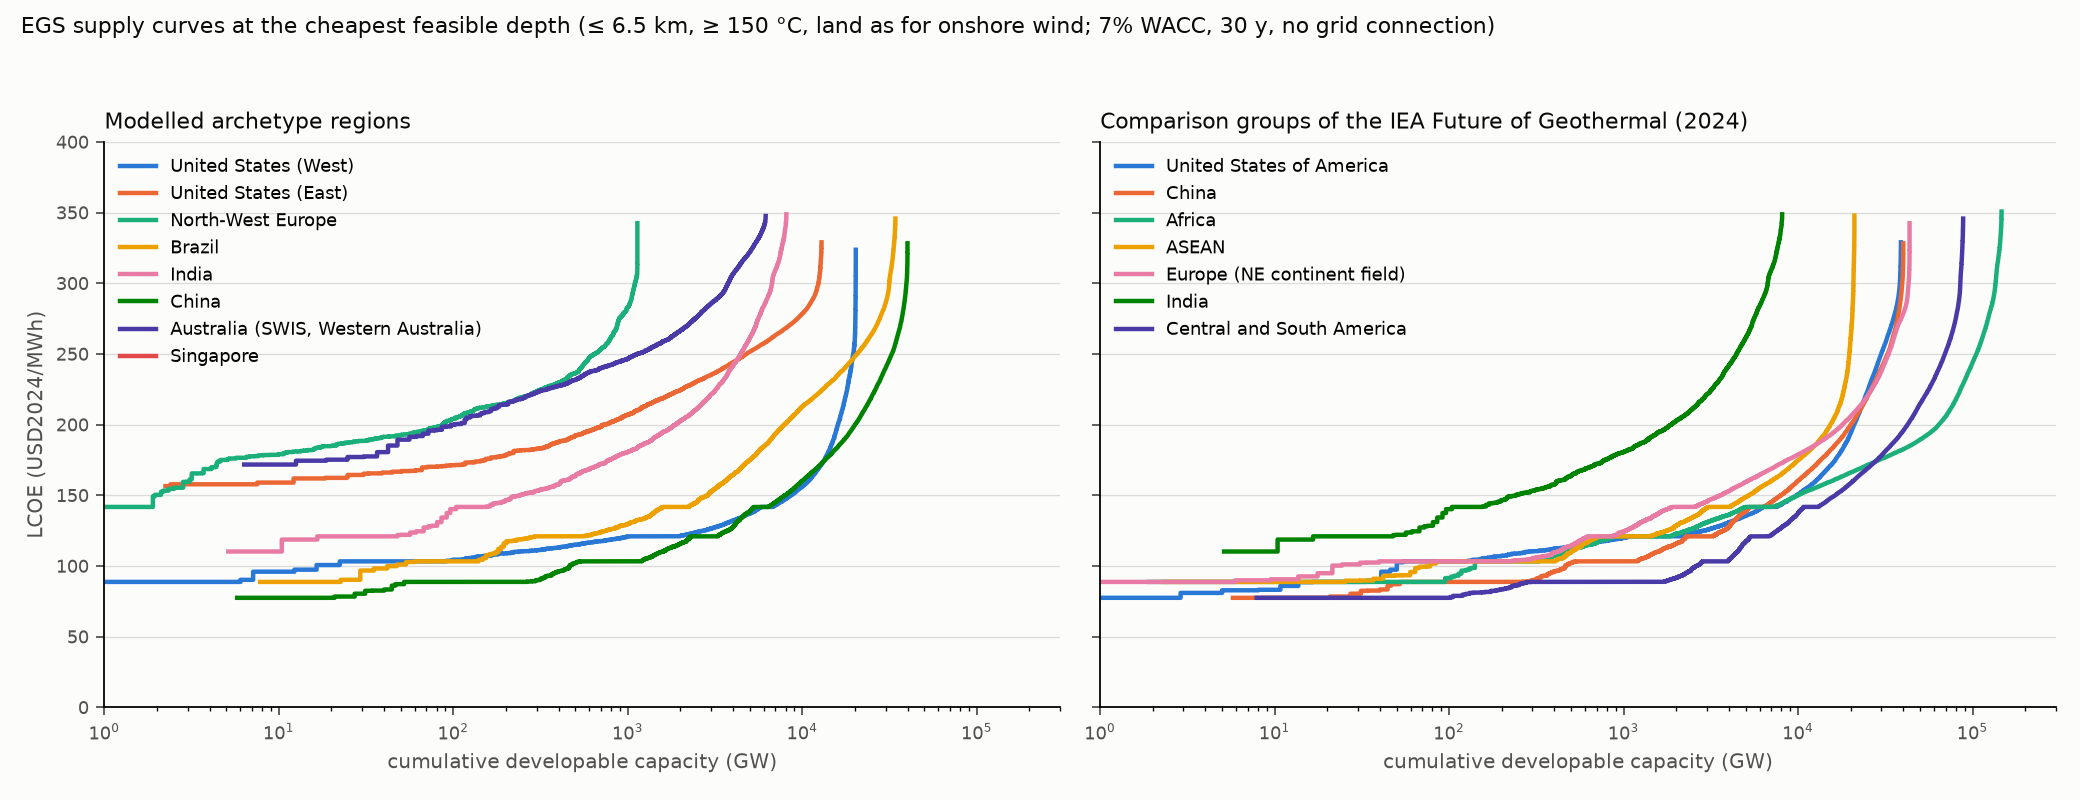 EGS supply curves at the cheapest feasible depth (≤ 6.5 km, ≥ 150 °C, land as for onshore wind; 7% WACC, 30 y, no grid connection)
Modelled archetype regions
LCOE (USD2024/MWh)
400
350
300
250
200
150
100
50
0
United States (West)
United States (East)
North-West Europe
Brazil
India
China
Australia (SWIS, Western Australia)
Singapore
10⁰ 10¹ 10² 10³ 10⁴ 10⁵
cumulative developable capacity (GW)
Comparison groups of the IEA Future of Geothermal (2024)
United States of America
China
Africa
ASEAN
Europe (NE continent field)
India
Central and South America
10⁰ 10¹ 10² 10³ 10⁴ 10⁵
cumulative developable capacity (GW)